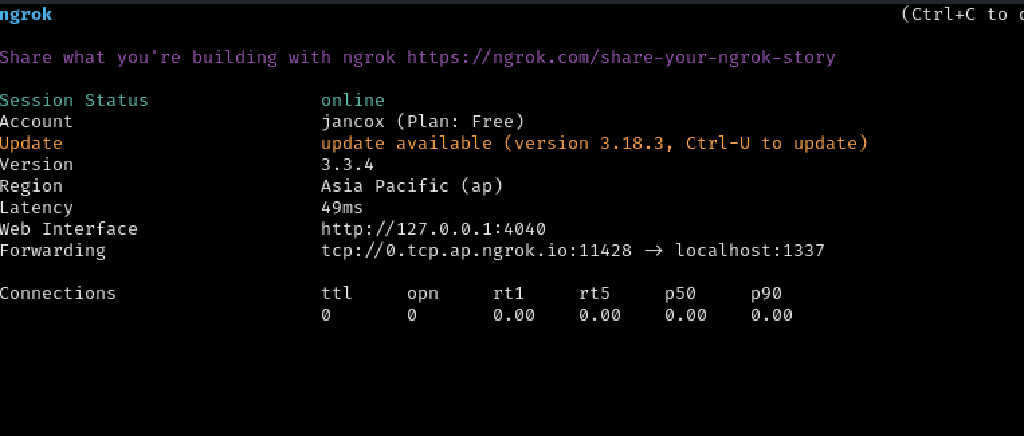 ngrok (Ctrl+C to
Share what you're building with ngrok https://ngrok.com/share-your-ngrok-story
Session Status online
Account jancox (Plan: Free)
Update update available (version 3.18.3, Ctrl-U to update)
Version 3.3.4
Region Asia Pacific (ap)
Latency 49ms
Web Interface http://127.0.0.1:4040
Forwarding tcp://0.tcp.ap.ngrok.io:11428 -> localhost:1337
Connections ttl opn rt1 rt5 p50 p90
0 0 0.00 0.00 0.00 0.00